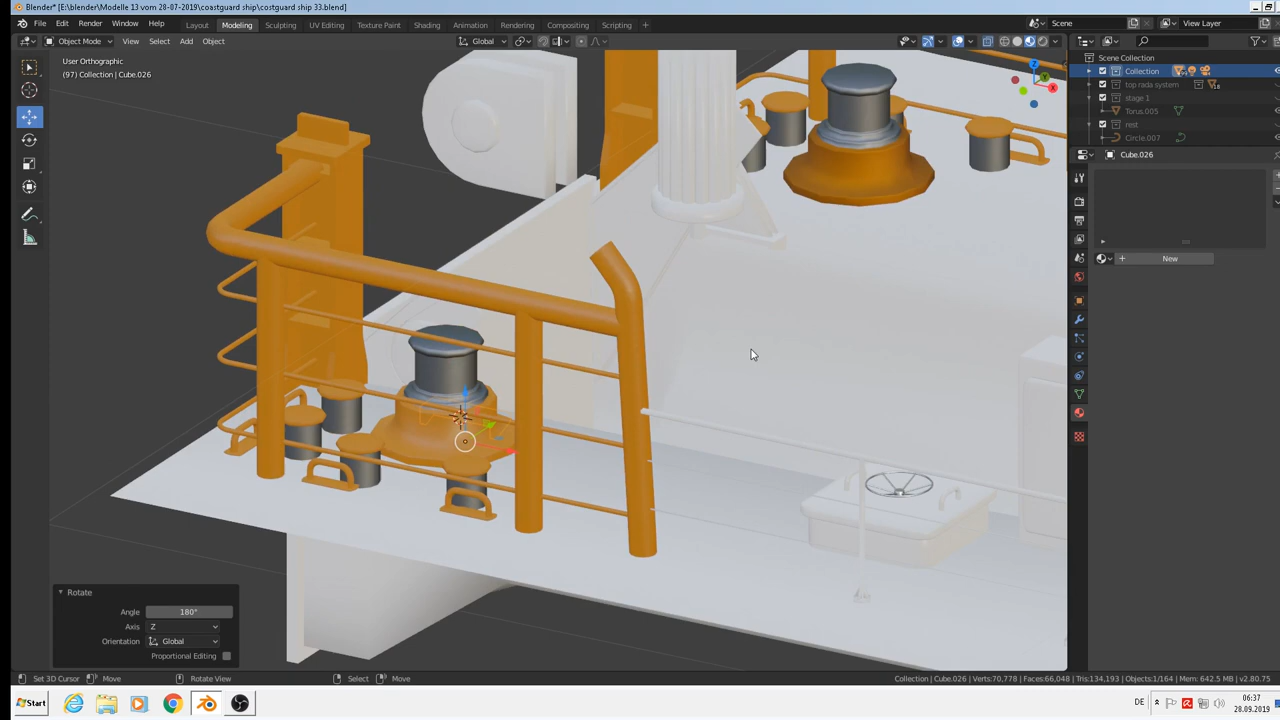 Blender* [E:\blender\Modelle 13 vom 28-07-2019\coastguard ship\costguard ship 33.blend]
File Edit Render Window Help Layout Modeling Sculpting UV Editing Texture Paint Shading Animation Rendering Compositing Scripting + Scene View Layer
Object Mode View Select Add Object Global
User Orthographic
(97) Collection | Cube.026
Scene Collection
Collection
top rada system
stage 1
Torus.005
rest
Circle.007
Cube.026
New
Rotate
Angle 180°
Axis Z
Orientation Global
Proportional Editing
Set 3D Cursor Move Rotate View Select Move Collection | Cube.026 | Verts:70,778 | Faces:66,048 | Tris:134,193 | Objects:1/164 | Mem: 642.5 MB | v2.80.75
Start DE 06:37
28.09.2019